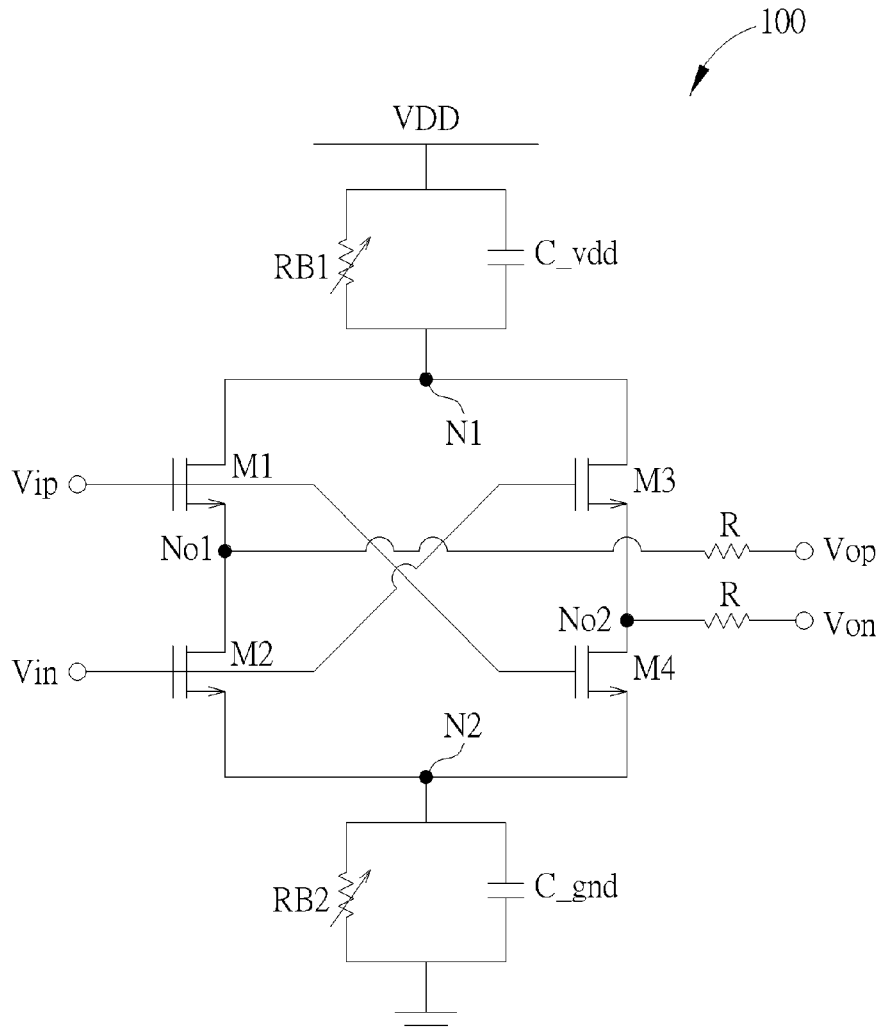 100
VDD
RB1
C_vdd
N1
Vip
M1
M3
No1
R
Vop
R
No2
Von
Vin
M2
M4
N2
RB2
C_gnd